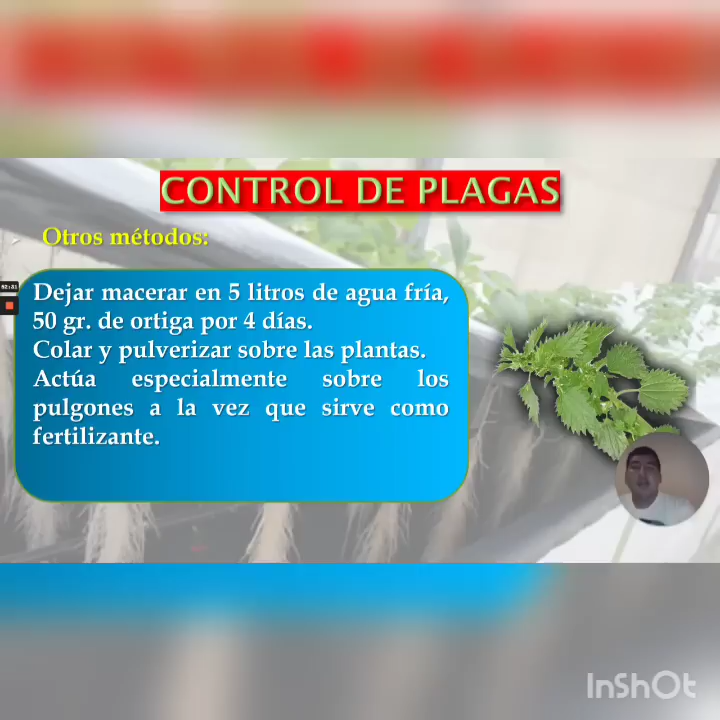 CONTROL DE PLAGAS
Otros métodos:
Dejar macerar en 5 litros de agua fría,
50 gr. de ortiga por 4 días.
Colar y pulverizar sobre las plantas.
Actúa especialmente sobre los
pulgones a la vez que sirve como
fertilizante.
InShOt